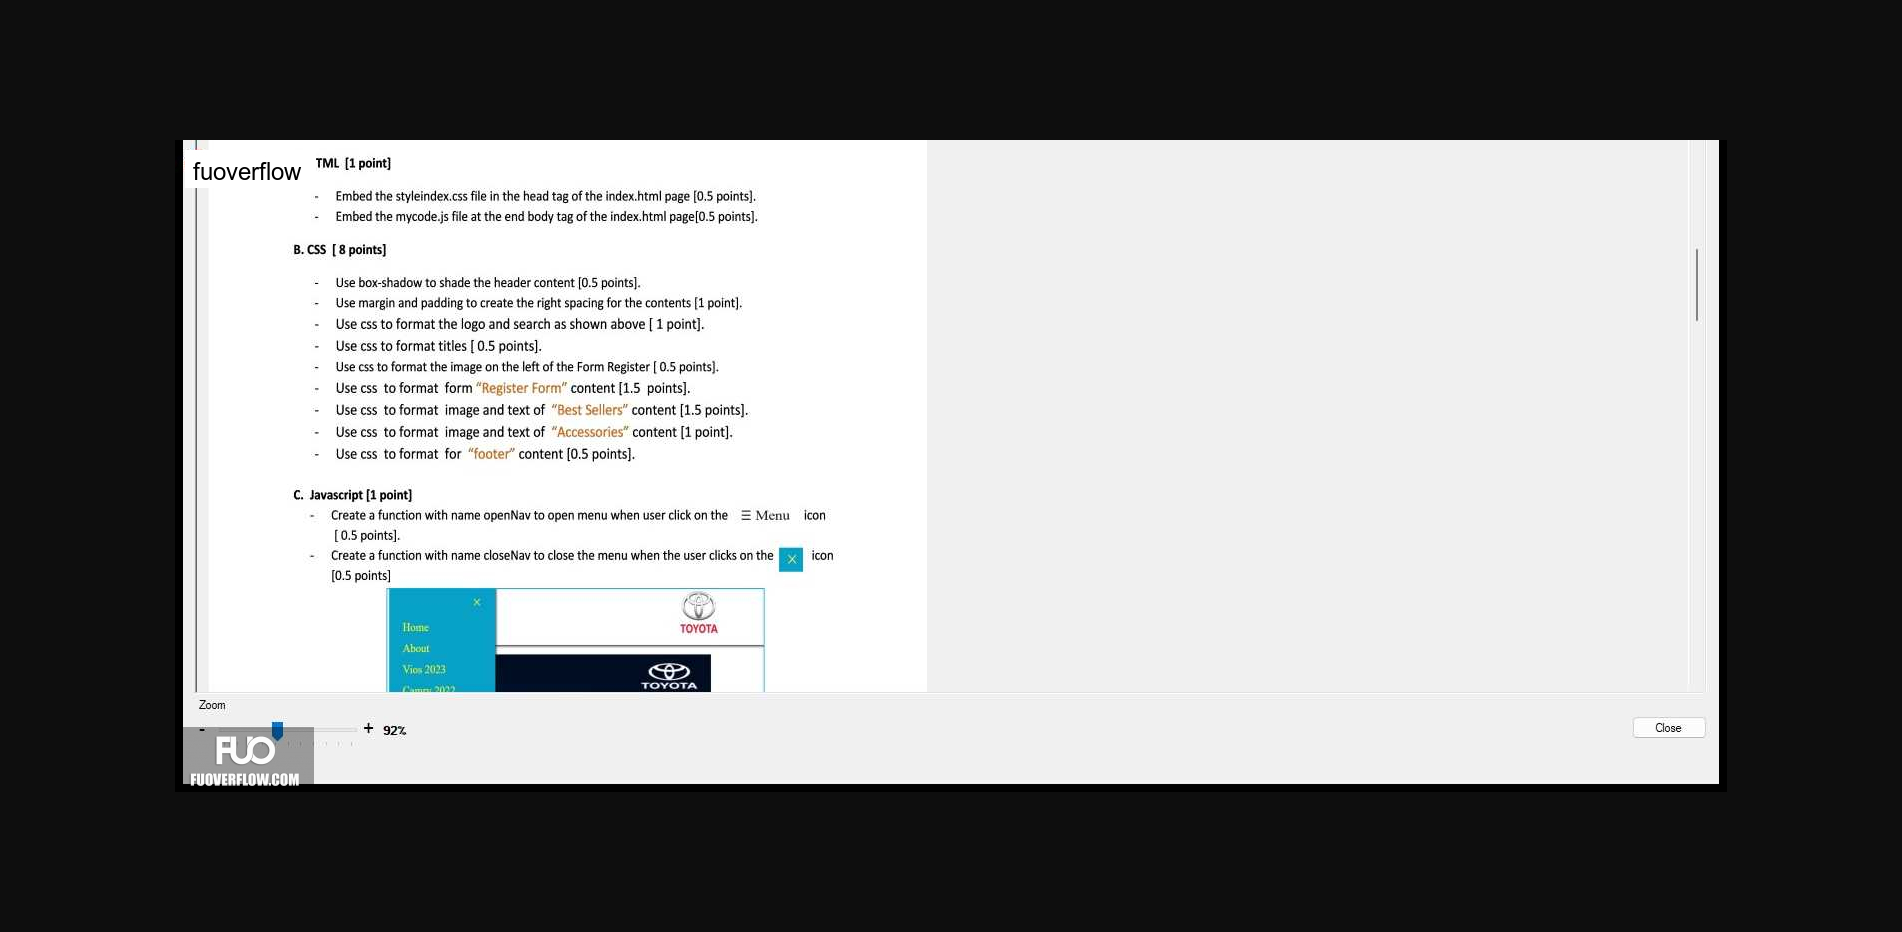 fuoverflow
TML [1 point]
- Embed the styleindex.css file in the head tag of the index.html page [0.5 points].
- Embed the mycode.js file at the end body tag of the index.html page[0.5 points].
B. CSS [ 8 points]
- Use box-shadow to shade the header content [0.5 points].
- Use margin and padding to create the right spacing for the contents [1 point].
- Use css to format the logo and search as shown above [ 1 point].
- Use css to format titles [ 0.5 points].
- Use css to format the image on the left of the Form Register [ 0.5 points].
- Use css to format form “Register Form” content [1.5 points].
- Use css to format image and text of “Best Sellers” content [1.5 points].
- Use css to format image and text of “Accessories” content [1 point].
- Use css to format for “footer” content [0.5 points].
C. Javascript [1 point]
- Create a function with name openNav to open menu when user click on the ☰ Menu icon
[ 0.5 points].
- Create a function with name closeNav to close the menu when the user clicks on the X icon
[0.5 points]
X
TOYOTA
Home
About
Vios 2023
Camry 2022
TOYOTA
Zoom
- + 92%
Close
FUO
FUOVERFLOW.COM